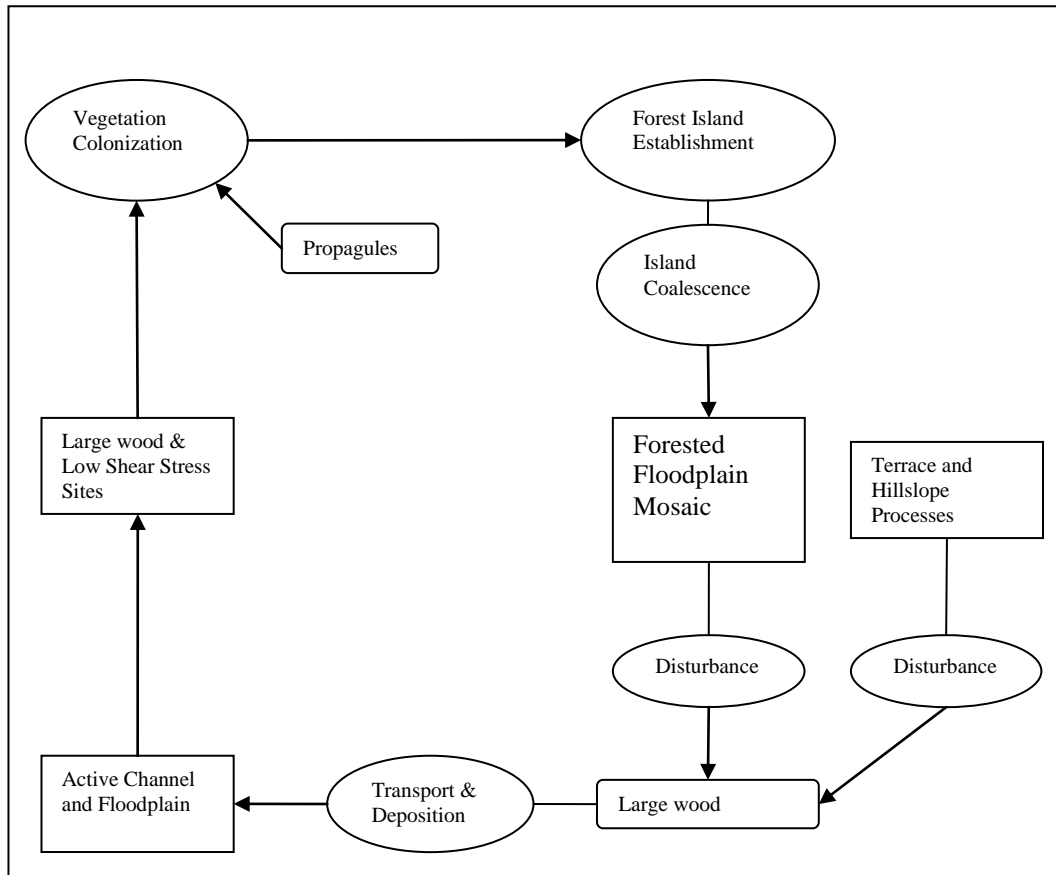 Vegetation
Colonization
Forest Island
Establishment
Propagules
Island
Coalescence
Large wood &
Low Shear Stress
Sites
Forested
Floodplain
Mosaic
Terrace and
Hillslope
Processes
Disturbance
Disturbance
Active Channel
and Floodplain
Transport &
Deposition
Large wood